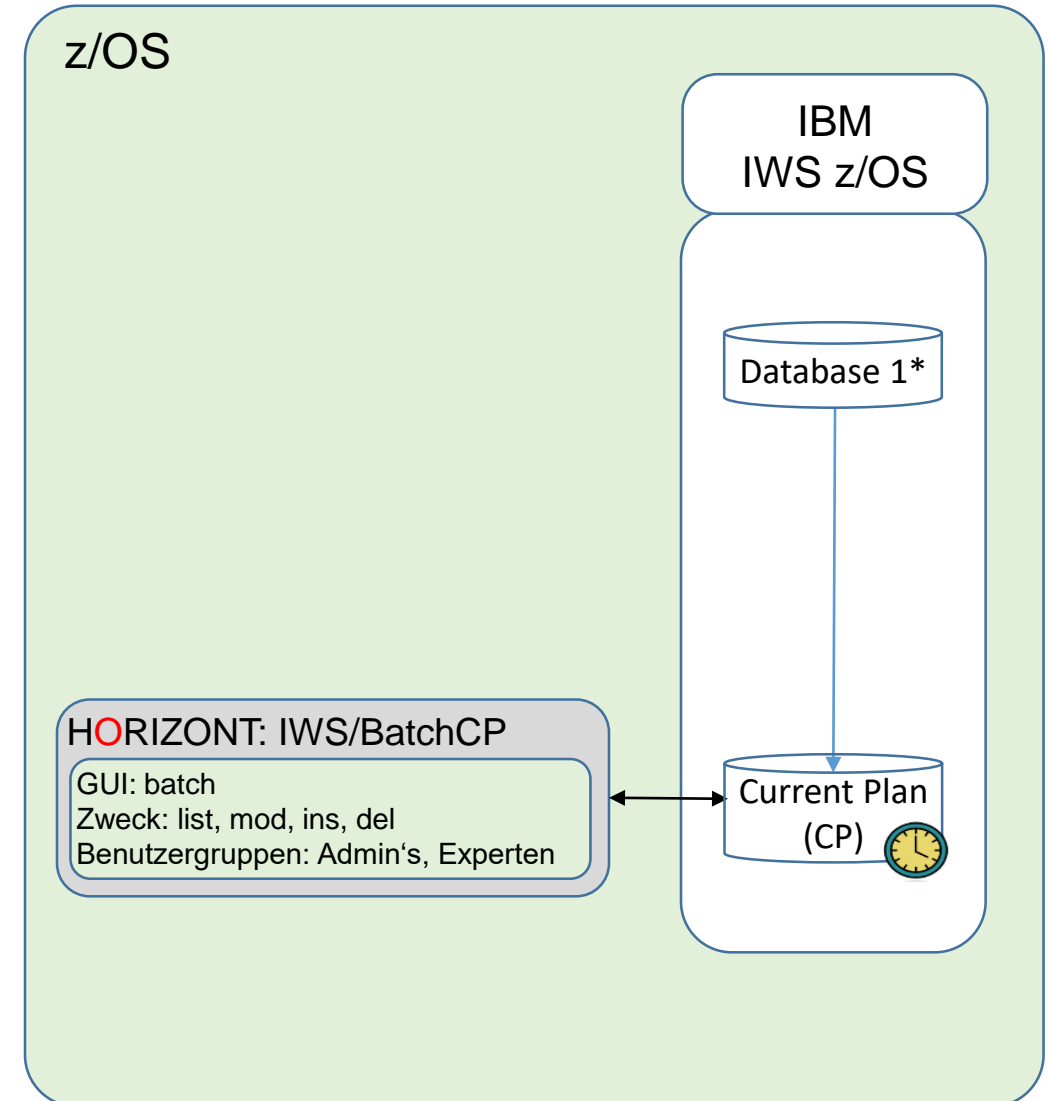 z/OS
IBM
IWS z/OS
Database 1*
HORIZONT: IWS/BatchCP
GUI: batch
Zweck: list, mod, ins, del
Benutzergruppen: Admin‘s, Experten
Current Plan
(CP)